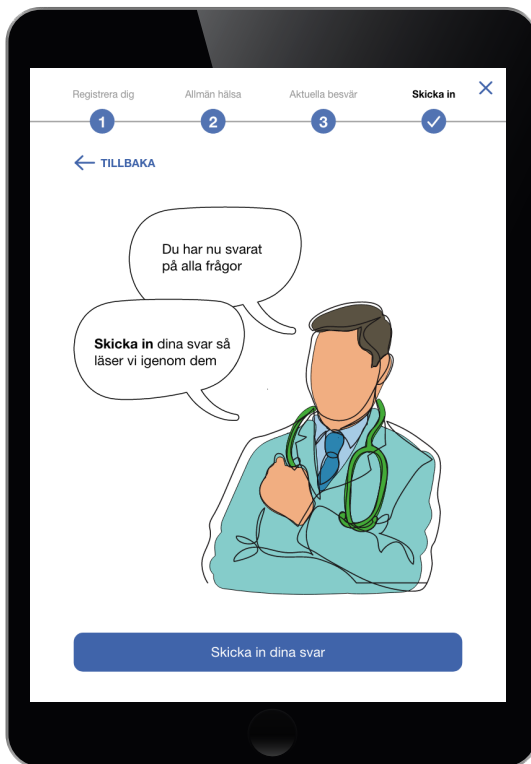 Registrera dig
Allmän hälsa
Aktuella besvär
Skicka in
1
2
3
TILLBAKA
Du har nu svarat
på alla frågor
Skicka in dina svar så
läser vi igenom dem
Skicka in dina svar